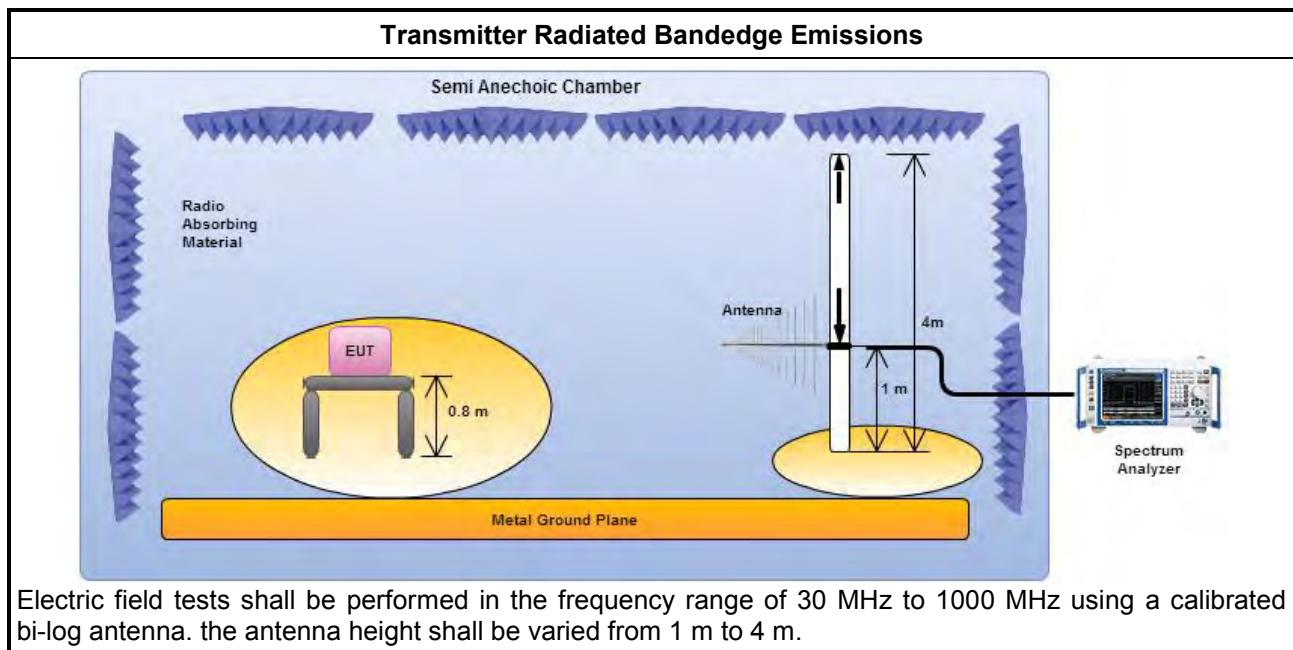 Transmitter Radiated Bandedge Emissions
Semi Anechoic Chamber
Radio
Absorbing
Material
Antenna
4m
EUT
1 m
0.8 m
Spectrum
Analyzer
Metal Ground Plane
Electric field tests shall be performed in the frequency range of 30 MHz to 1000 MHz using a calibrated
bi-log antenna. the antenna height shall be varied from 1 m to 4 m.